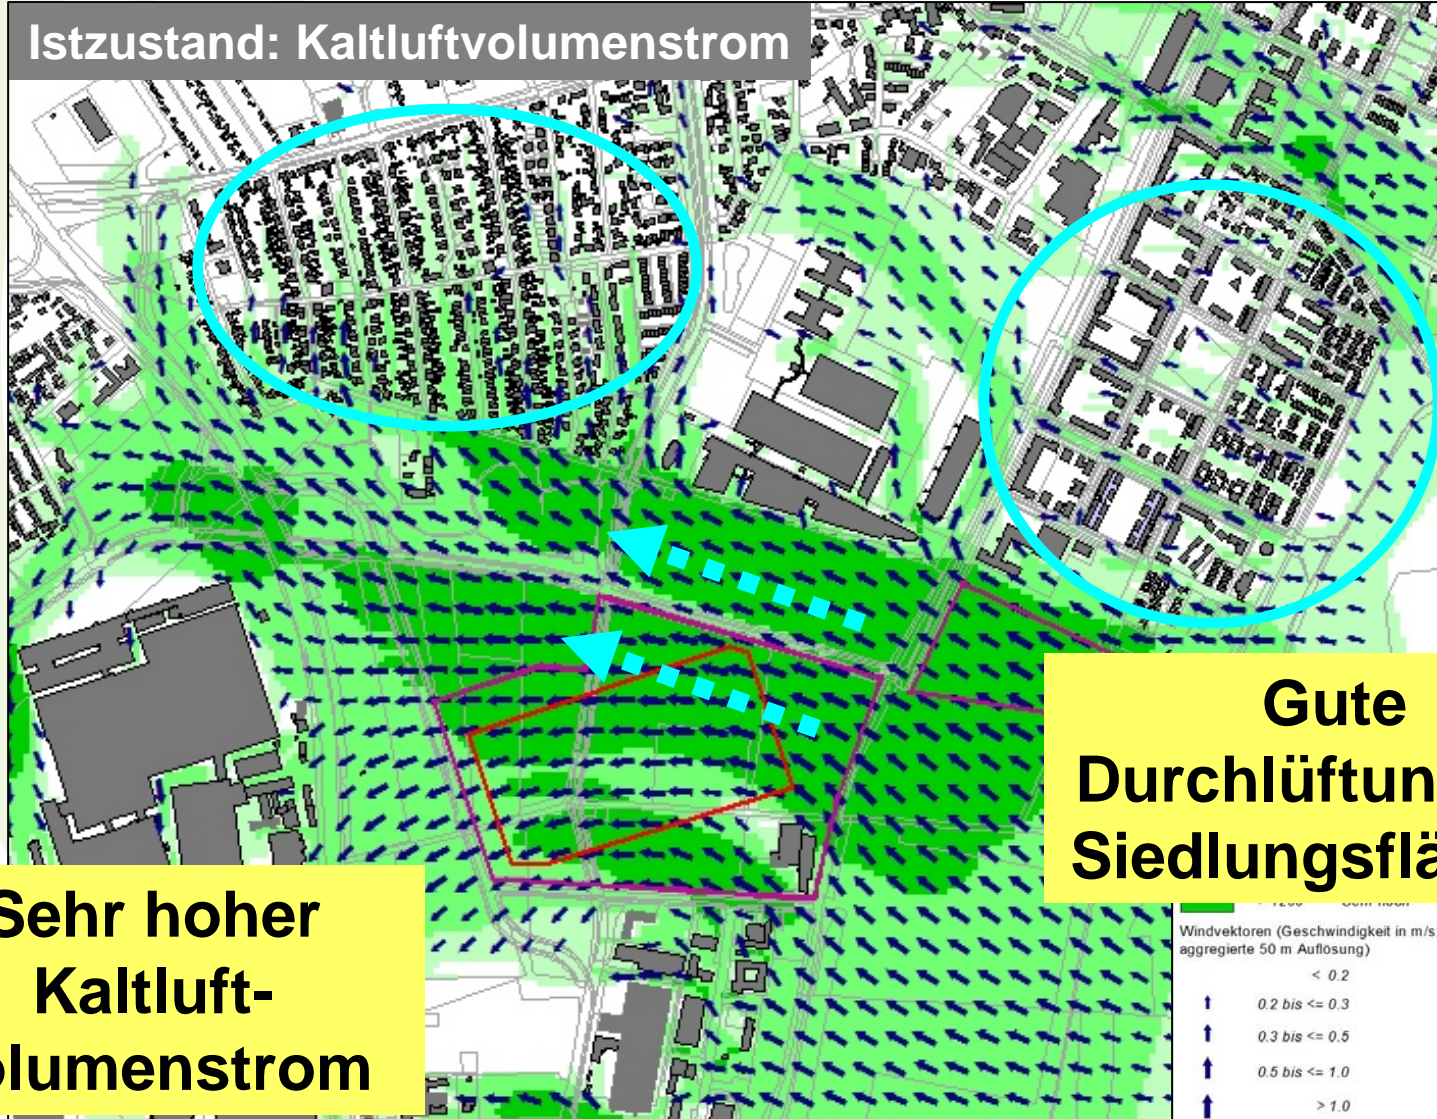 Istzustand: Kaltluftvolumenstrom
Gute
Durchlüftun
Siedlungsflä
Sehr hoher
Kaltluft-
olumenstrom
Windvektoren (Geschwindigkeit in m/s
aggregierte 50 m Auflösung)
< 0.2
0.2 bis <= 0.3
0.3 bis <= 0.5
0.5 bis <= 1.0
> 1.0